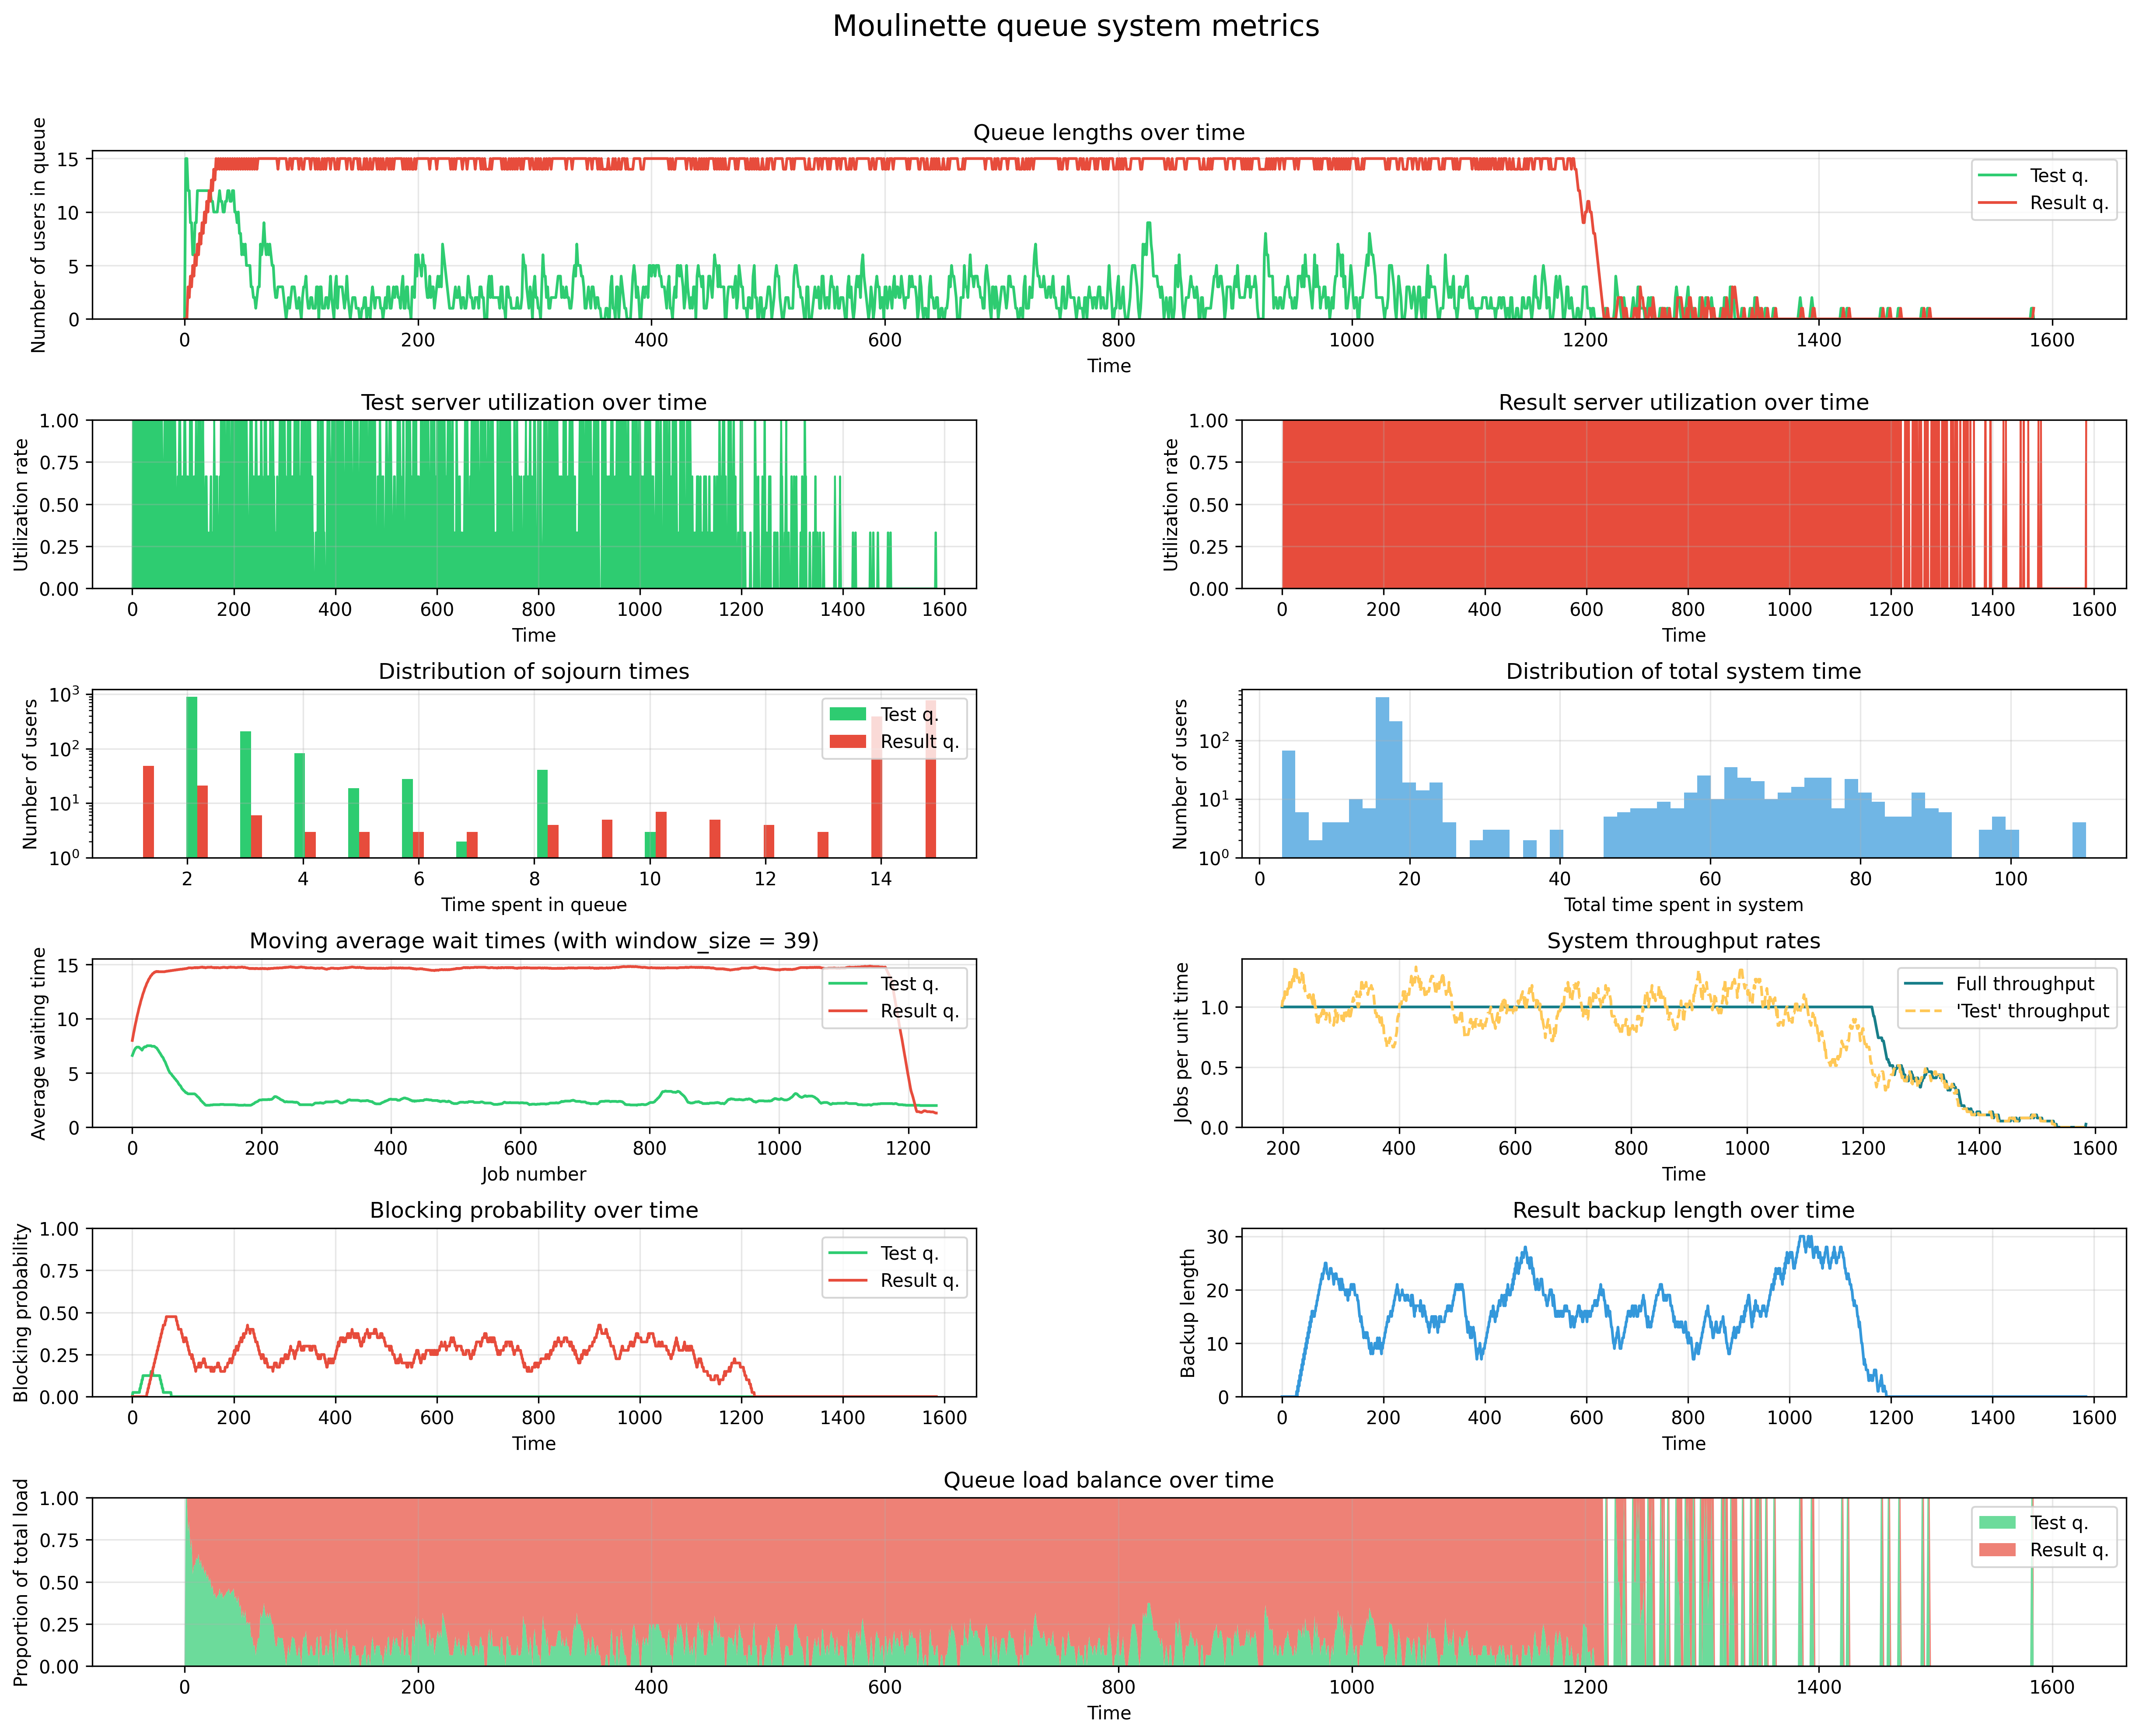 Moulinette queue system metrics
Queue lengths over time
Number of users in queue
15
10
5
0
Test q.
Result q.
0 200 400 600 800 1000 1200 1400 1600
Time
Test server utilization over time
Utilization rate
1.00
0.75
0.50
0.25
0.00
0 200 400 600 800 1000 1200 1400 1600
Time
Result server utilization over time
Utilization rate
1.00
0.75
0.50
0.25
0.00
0 200 400 600 800 1000 1200 1400 1600
Time
Distribution of sojourn times
Number of users
10³
10²
10¹
10⁰
Test q.
Result q.
2 4 6 8 10 12 14
Time spent in queue
Distribution of total system time
Number of users
10²
10¹
10⁰
0 20 40 60 80 100
Total time spent in system
Moving average wait times (with window_size = 39)
Average waiting time
15
10
5
0
Test q.
Result q.
0 200 400 600 800 1000 1200
Job number
System throughput rates
Jobs per unit time
1.0
0.5
0.0
Full throughput
'Test' throughput
200 400 600 800 1000 1200 1400 1600
Time
Blocking probability over time
Blocking probability
1.00
0.75
0.50
0.25
0.00
Test q.
Result q.
0 200 400 600 800 1000 1200 1400 1600
Time
Result backup length over time
Backup length
30
20
10
0
0 200 400 600 800 1000 1200 1400 1600
Time
Queue load balance over time
Proportion of total load
1.00
0.75
0.50
0.25
0.00
Test q.
Result q.
0 200 400 600 800 1000 1200 1400 1600
Time